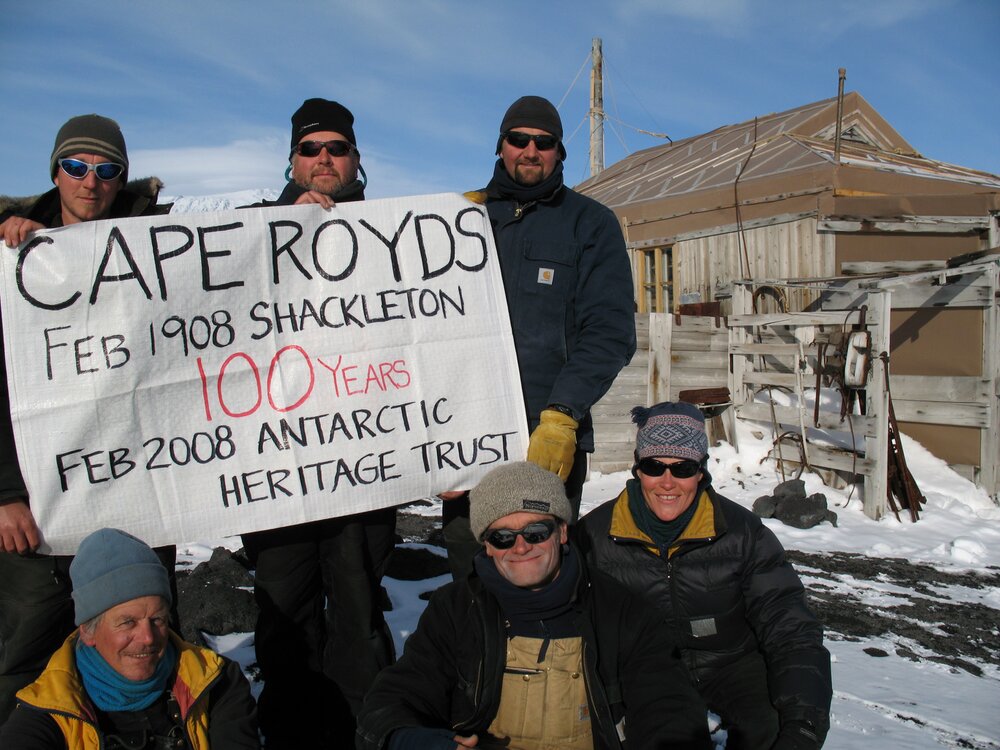 CAPE ROYDS
FEB 1908 SHACKLETON
100 YEARS
FEB 2008 ANTARCTIC
HERITAGE TRUST